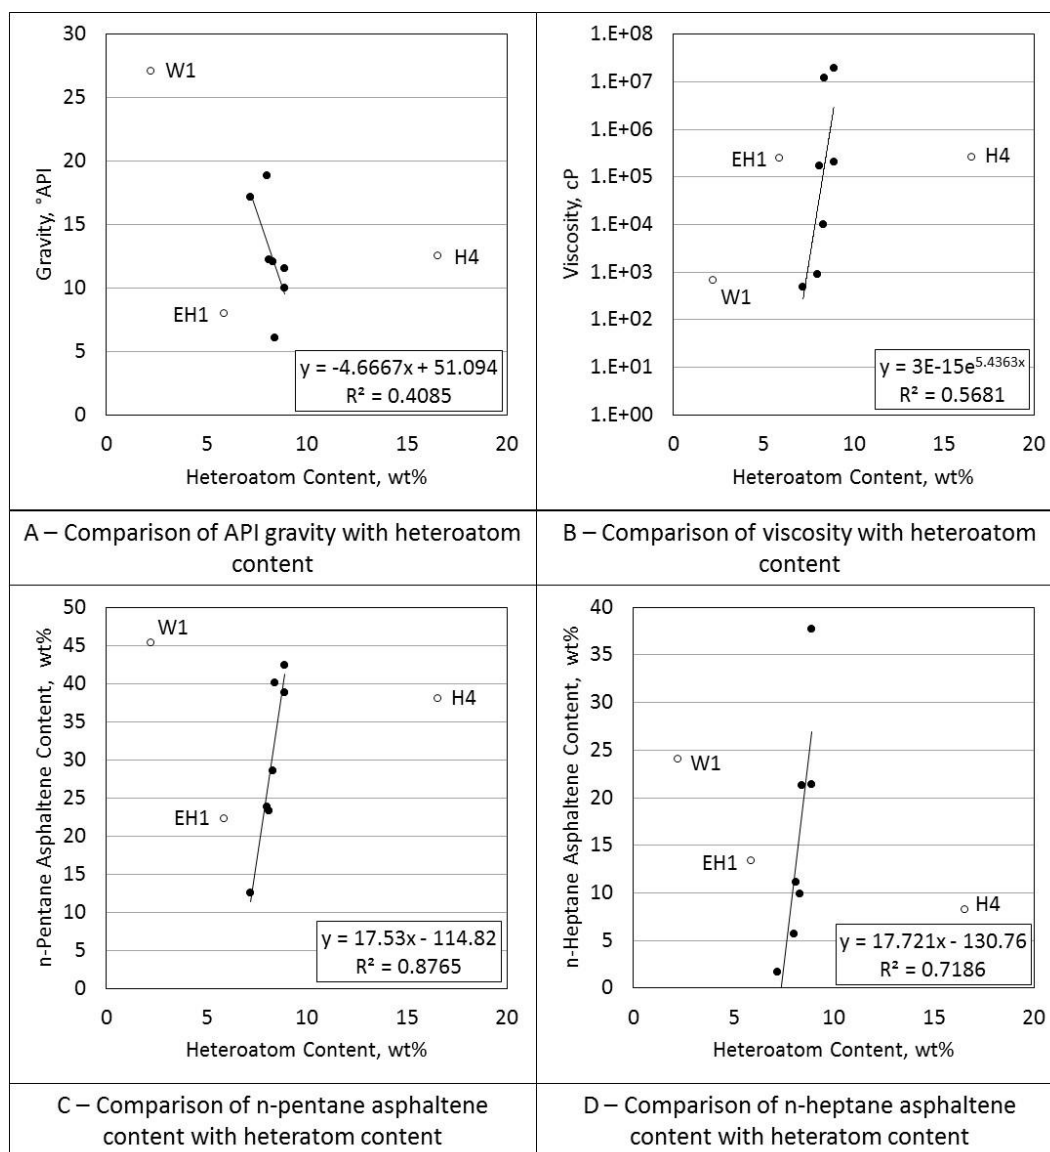 30
25
20
15
10
5
0
Gravity, °API
W1
EH1
H4
y = -4.6667x + 51.094
R² = 0.4085
0 5 10 15 20
Heteroatom Content, wt%
A – Comparison of API gravity with heteroatom
content
1.E+08
1.E+07
1.E+06
1.E+05
1.E+04
1.E+03
1.E+02
1.E+01
1.E+00
Viscosity, cP
EH1
H4
W1
y = 3E-15e^5.4363x
R² = 0.5681
0 5 10 15 20
Heteroatom Content, wt%
B – Comparison of viscosity with heteroatom
content
50
45
40
35
30
25
20
15
10
5
0
n-Pentane Asphaltene Content, wt%
W1
H4
EH1
y = 17.53x - 114.82
R² = 0.8765
0 5 10 15 20
Heteroatom Content, wt%
C – Comparison of n-pentane asphaltene
content with heteratom content
40
35
30
25
20
15
10
5
0
n-Heptane Asphaltene Content, wt%
W1
EH1
H4
y = 17.721x - 130.76
R² = 0.7186
0 5 10 15 20
Heteroatom Content, wt%
D – Comparison of n-heptane asphaltene
content with heteratom content